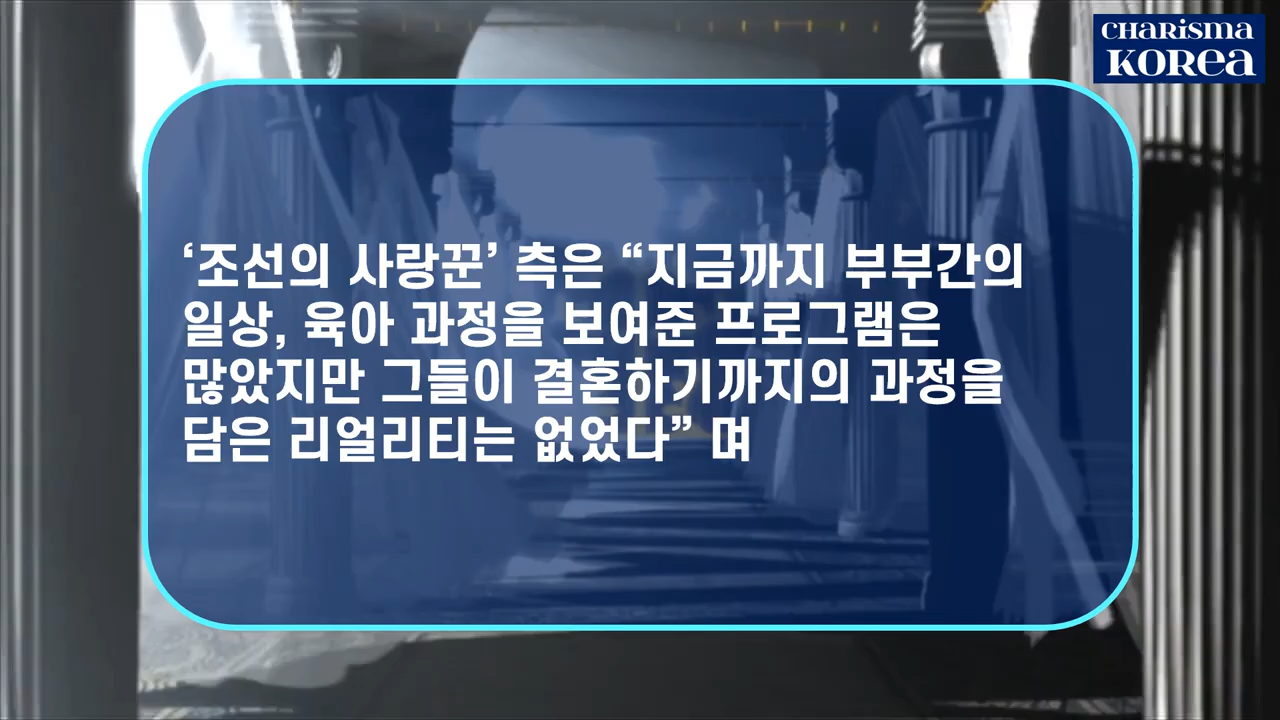 CHARISMA
KOREA
‘조선의 사랑꾼’ 측은 “지금까지 부부간의
일상, 육아 과정을 보여준 프로그램은
많았지만 그들이 결혼하기까지의 과정을
담은 리얼리티는 없었다” 며